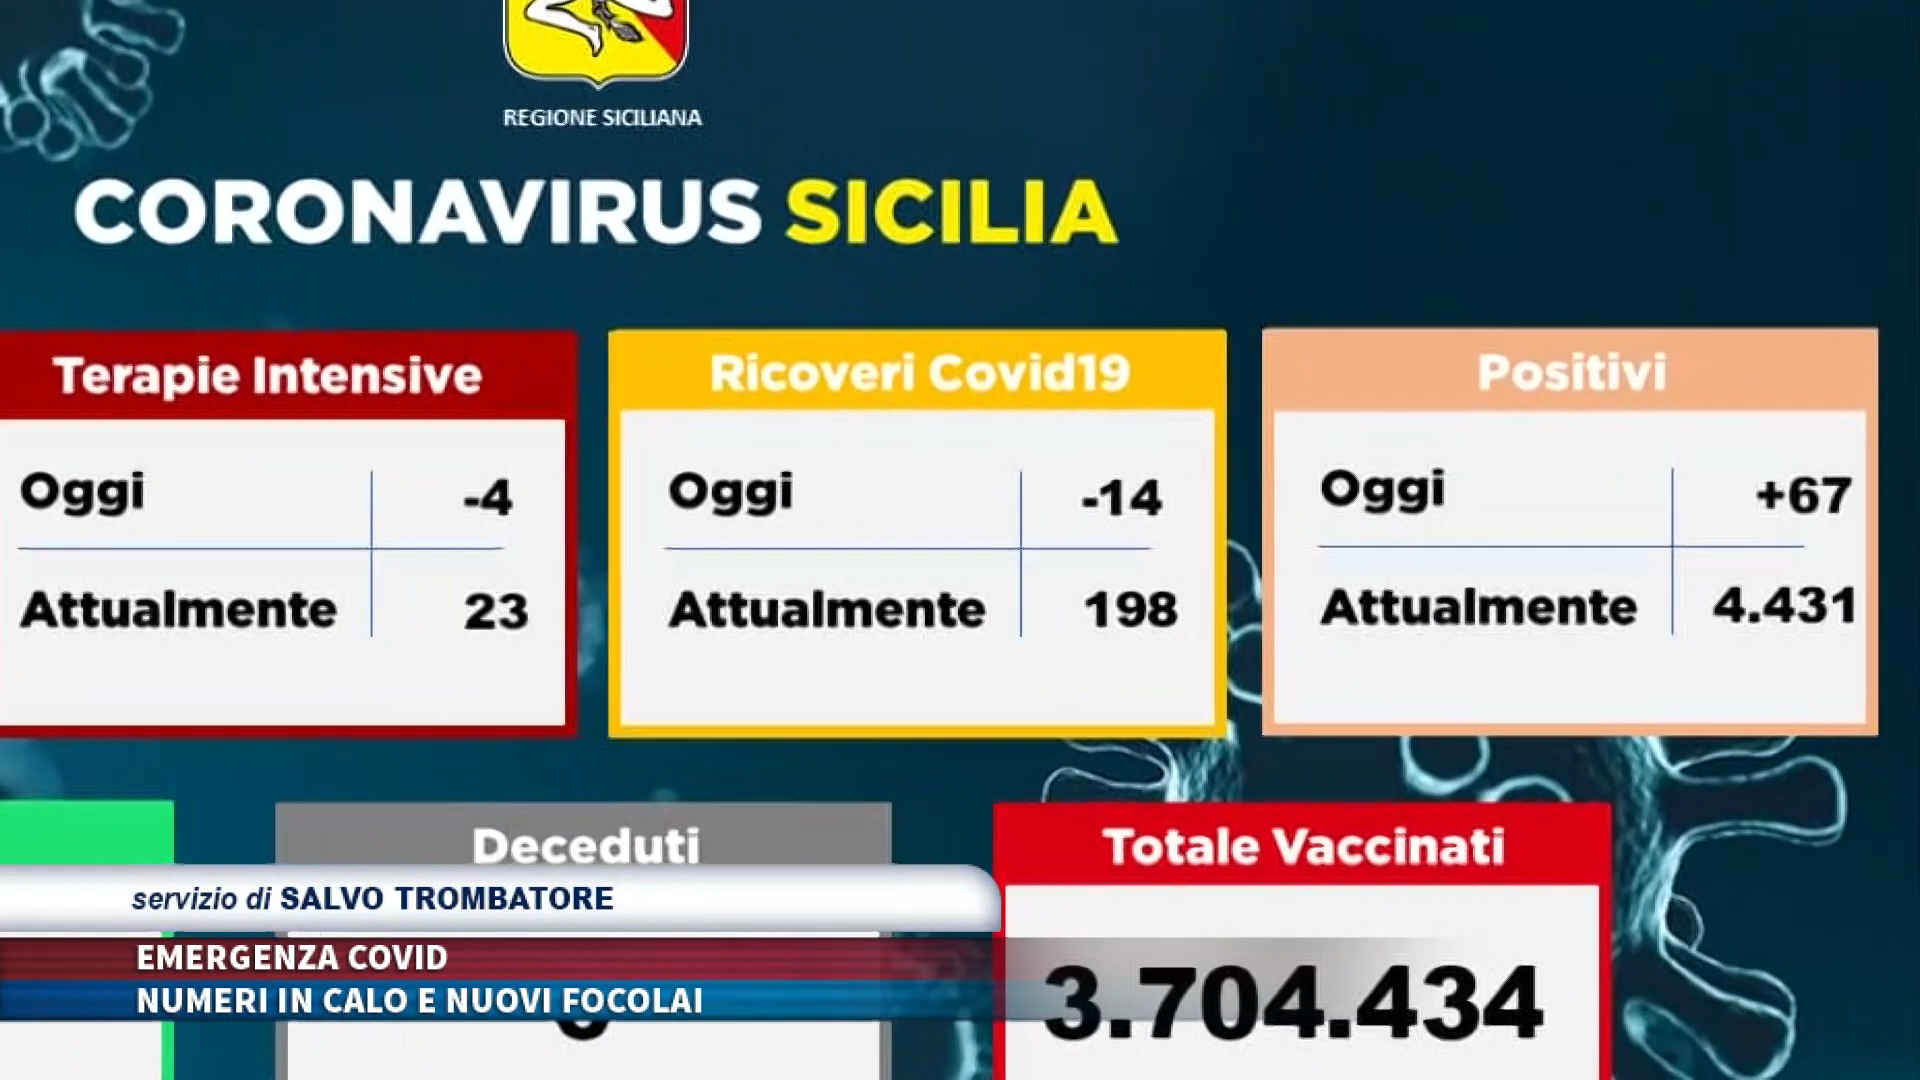 REGIONE SICILIANA
CORONAVIRUS SICILIA
Terapie Intensive
Oggi -4
Attualmente 23
Ricoveri Covid19
Oggi -14
Attualmente 198
Positivi
Oggi +67
Attualmente 4.431
Deceduti
Totale Vaccinati
3.704.434
servizio di SALVO TROMBATORE
EMERGENZA COVID
NUMERI IN CALO E NUOVI FOCOLAI